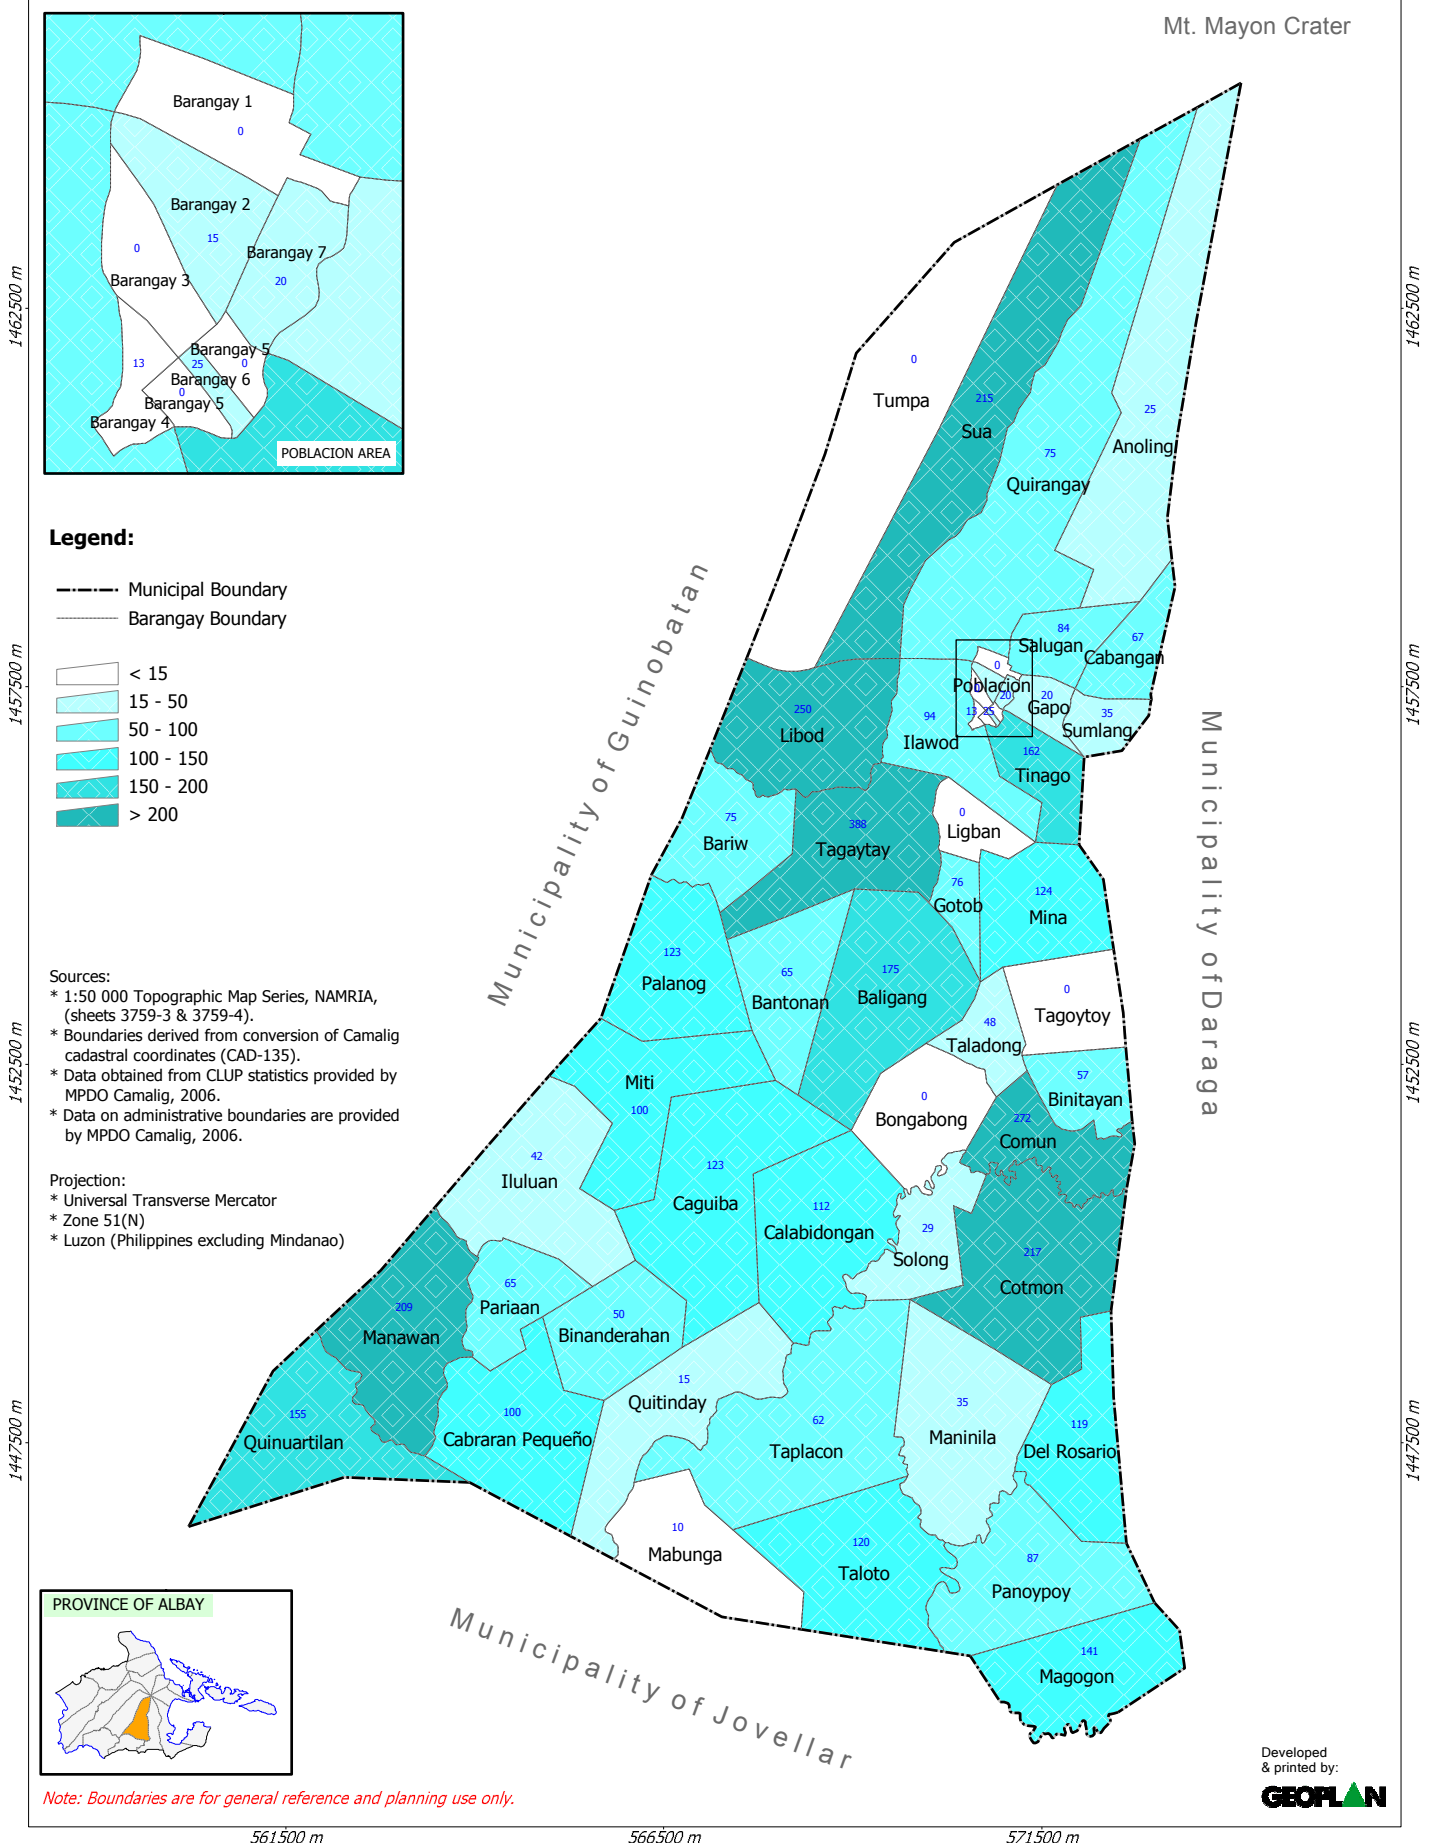 Mt. Mayon Crater
Barangay 1
0
Barangay 2
15
0
Barangay 7
20
Barangay 3
Barangay 5
13
25
0
Barangay 6
0
Barangay 5
Barangay 4
POBLACION AREA
1462500 m
1462500 m
Legend:
Municipal Boundary
Barangay Boundary
< 15
15 - 50
50 - 100
100 - 150
150 - 200
> 200
1457500 m
1457500 m
Sources:
* 1:50 000 Topographic Map Series, NAMRIA,
(sheets 3759-3 & 3759-4).
* Boundaries derived from conversion of Camalig
cadastral coordinates (CAD-135).
* Data obtained from CLUP statistics provided by
MPDO Camalig, 2006.
* Data on administrative boundaries are provided
by MPDO Camalig, 2006.
Projection:
* Universal Transverse Mercator
* Zone 51(N)
* Luzon (Philippines excluding Mindanao)
1452500 m
1452500 m
Municipality of Guinobatan
Municipality of Daraga
Municipality of Jovellar
0
Tumpa
215
Sua
75
Quirangay
25
Anoling
84
Salugan
67
Cabangan
0
Poblacion
0
20
13
25
20
Gapo
35
Sumlang
250
Libod
94
Ilawod
162
Tinago
75
Bariw
388
Tagaytay
0
Ligban
76
Gotob
124
Mina
123
Palanog
65
Bantonan
175
Baligang
0
Tagoytoy
48
Taladong
Miti
100
57
Binitayan
0
Bongabong
272
Comun
42
Iluluan
123
Caguiba
112
Calabidongan
29
Solong
217
Cotmon
65
Pariaan
209
Manawan
50
Binanderahan
15
Quitinday
155
Quinuartilan
100
Cabraran Pequeño
62
Taplacon
35
Maninila
119
Del Rosario
10
Mabunga
120
Taloto
87
Panoypoy
141
Magogon
1447500 m
1447500 m
PROVINCE OF ALBAY
Note: Boundaries are for general reference and planning use only.
Developed
& printed by:
GEOPLAN
561500 m
566500 m
571500 m